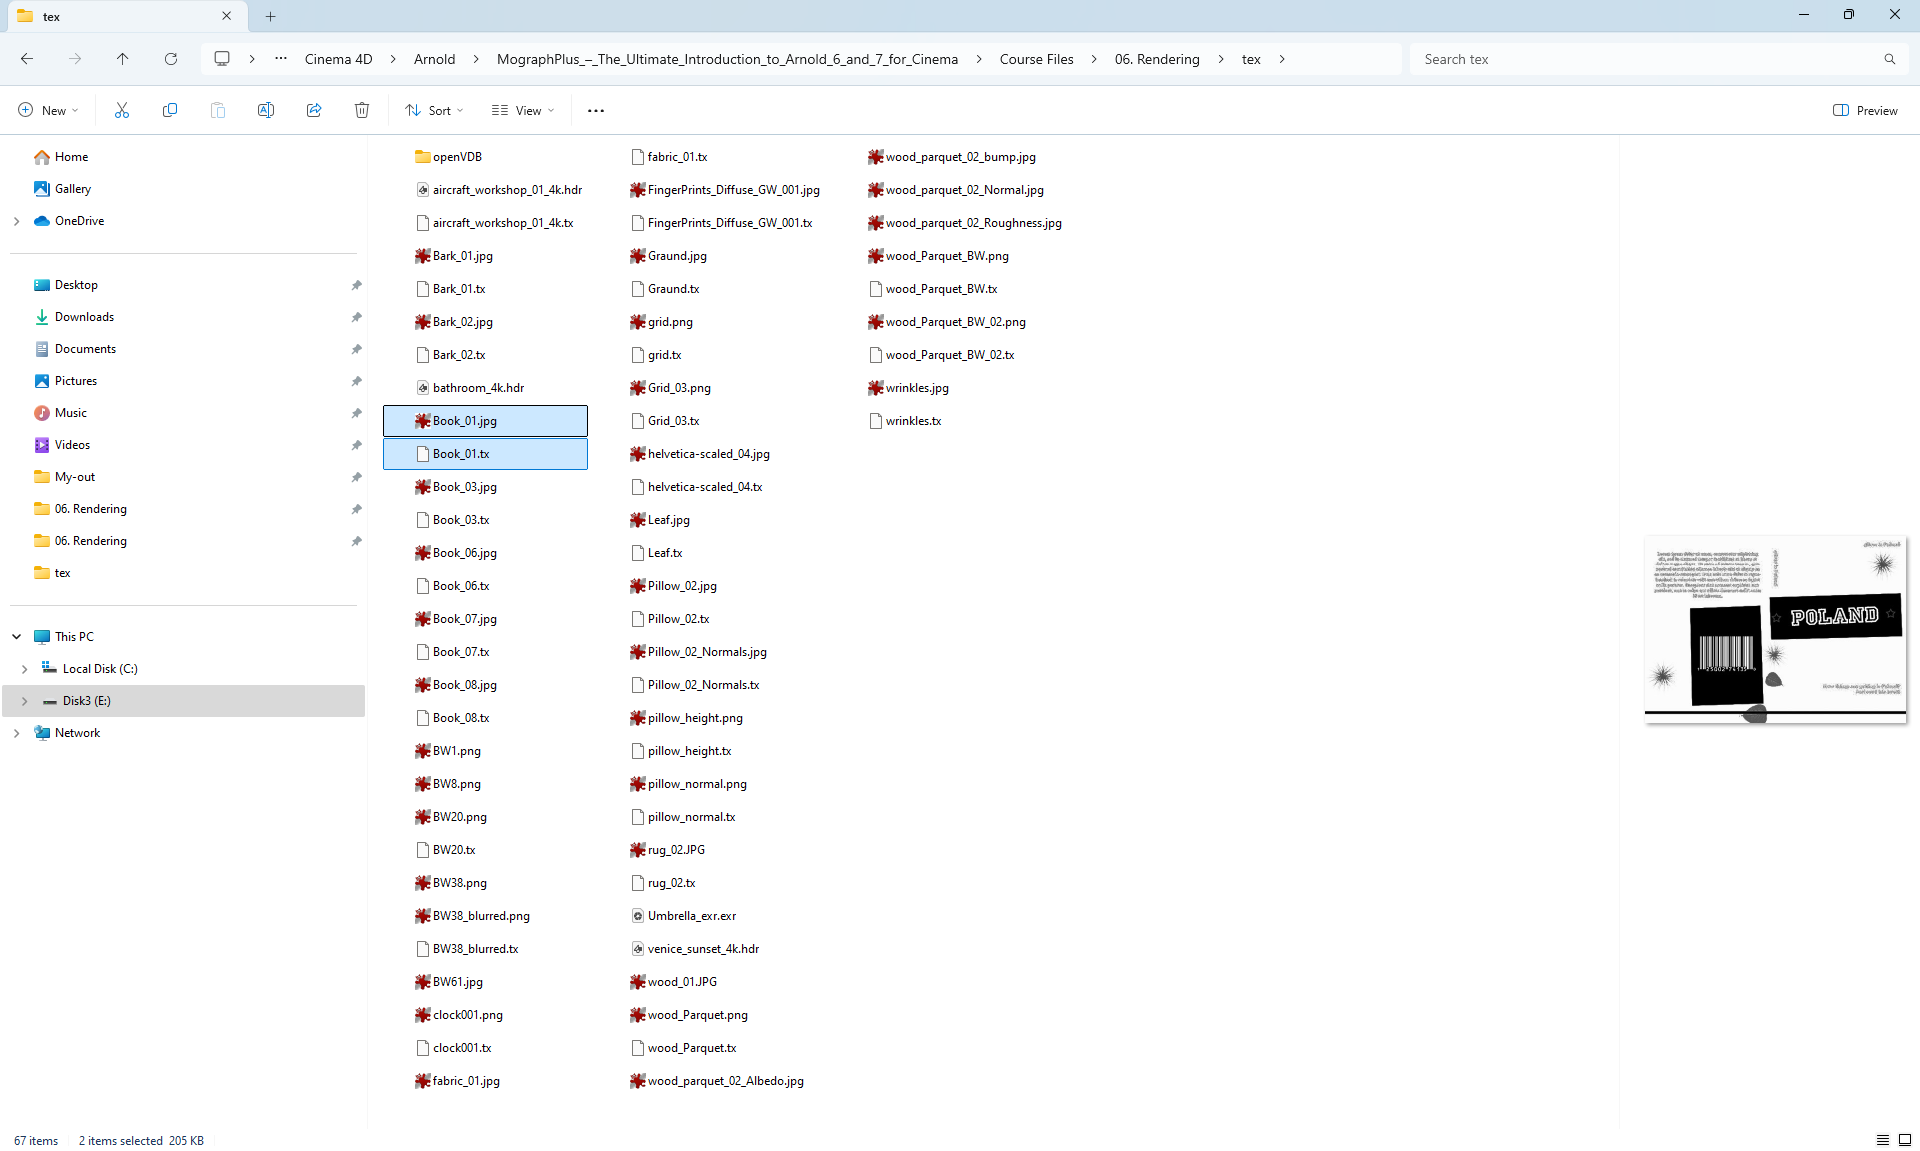 tex
Cinema 4D
Arnold
MographPlus_–_The_Ultimate_Introduction_to_Arnold_6_and_7_for_Cinema
Course Files
06. Rendering
tex
Search tex
New
Sort
View
Preview
Home
Gallery
OneDrive
Desktop
Downloads
Documents
Pictures
Music
Videos
My-out
06. Rendering
06. Rendering
tex
This PC
Local Disk (C:)
Disk3 (E:)
Network
openVDB
aircraft_workshop_01_4k.hdr
aircraft_workshop_01_4k.tx
Bark_01.jpg
Bark_01.tx
Bark_02.jpg
Bark_02.tx
bathroom_4k.hdr
Book_01.jpg
Book_01.tx
Book_03.jpg
Book_03.tx
Book_06.jpg
Book_06.tx
Book_07.jpg
Book_07.tx
Book_08.jpg
Book_08.tx
BW1.png
BW8.png
BW20.png
BW20.tx
BW38.png
BW38_blurred.png
BW38_blurred.tx
BW61.jpg
clock001.png
clock001.tx
fabric_01.jpg
fabric_01.tx
FingerPrints_Diffuse_GW_001.jpg
FingerPrints_Diffuse_GW_001.tx
Graund.jpg
Graund.tx
grid.png
grid.tx
Grid_03.png
Grid_03.tx
helvetica-scaled_04.jpg
helvetica-scaled_04.tx
Leaf.jpg
Leaf.tx
Pillow_02.jpg
Pillow_02.tx
Pillow_02_Normals.jpg
Pillow_02_Normals.tx
pillow_height.png
pillow_height.tx
pillow_normal.png
pillow_normal.tx
rug_02.JPG
rug_02.tx
Umbrella_exr.exr
venice_sunset_4k.hdr
wood_01.JPG
wood_Parquet.png
wood_Parquet.tx
wood_parquet_02_Albedo.jpg
wood_parquet_02_bump.jpg
wood_parquet_02_Normal.jpg
wood_parquet_02_Roughness.jpg
wood_Parquet_BW.png
wood_Parquet_BW.tx
wood_Parquet_BW_02.png
wood_Parquet_BW_02.tx
wrinkles.jpg
wrinkles.tx
POLAND
67 items
2 items selected 205 KB